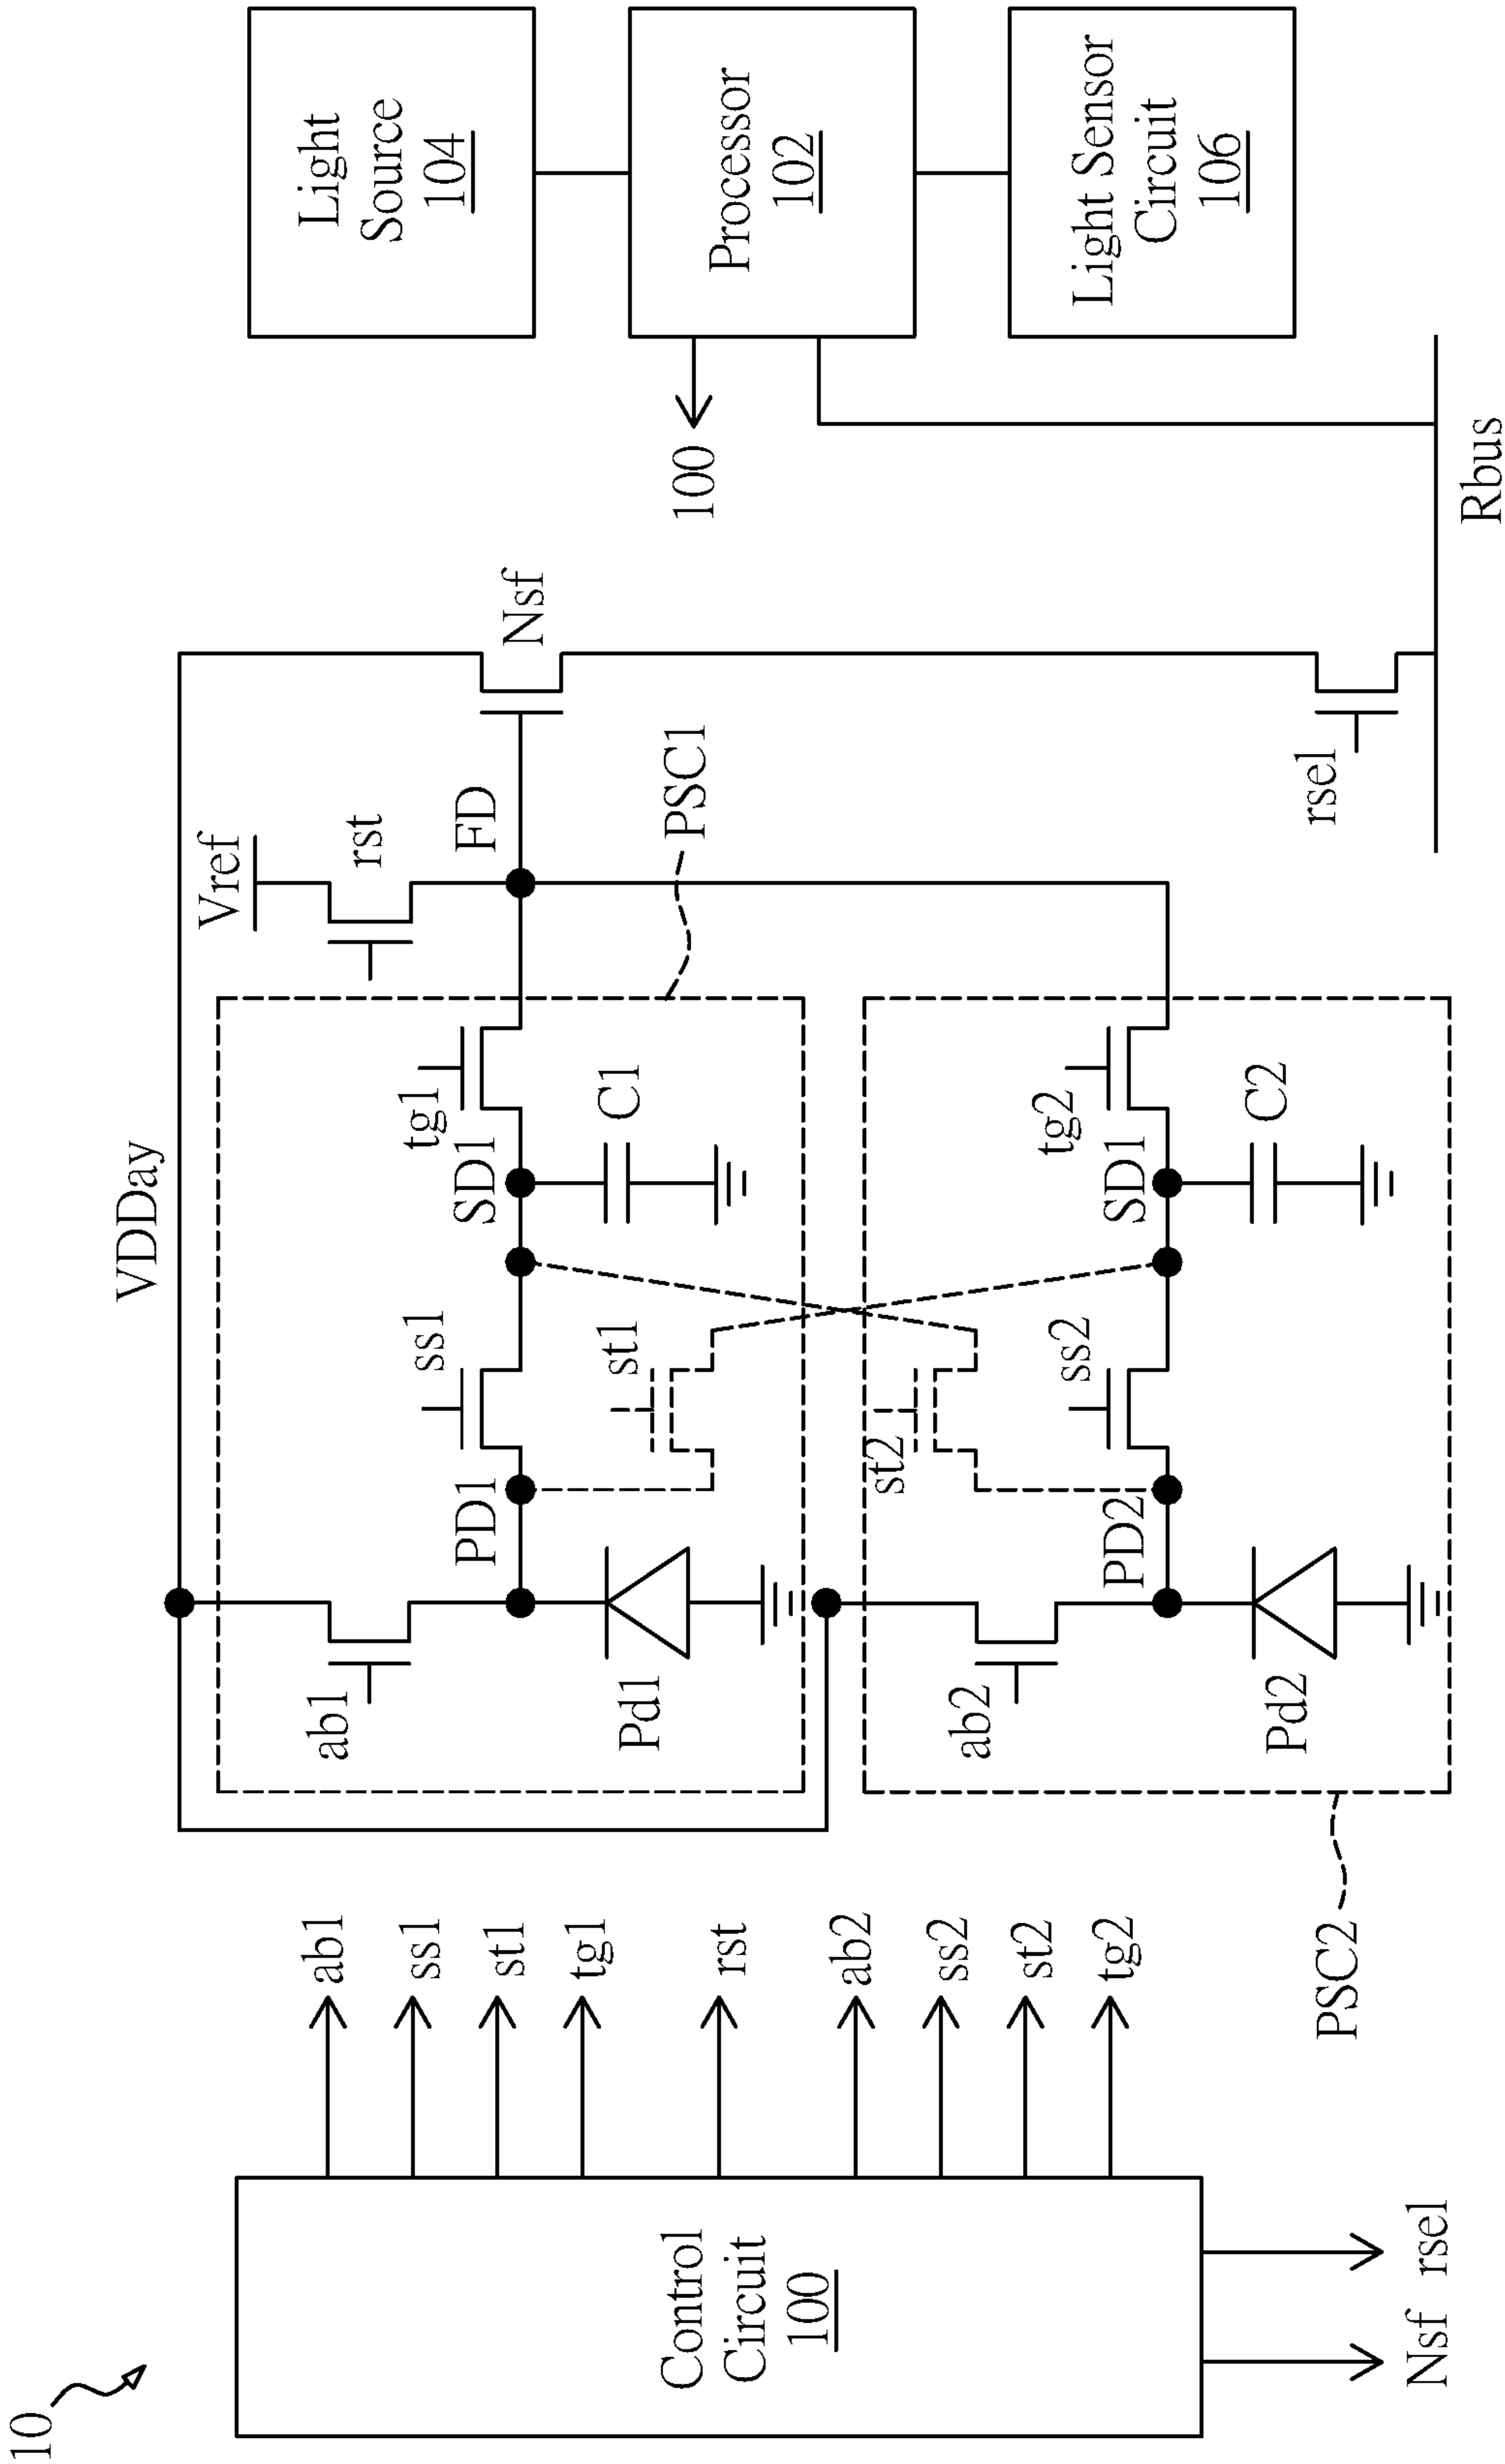 10
Control
Circuit
100
ab1
ss1
st1
tg1
rst
ab2
ss2
st2
tg2
Nsf
rsel
PSC2
VDDay
ab1
Pd1
PD1
ss1
st1
SD1
tg1
C1
PSC1
ab2
Pd2
PD2
st2
ss2
SD1
tg2
C2
Vref
rst
FD
Nsf
rsel
Rbus
100
Light
Source
104
Processor
102
Light Sensor
Circuit
106